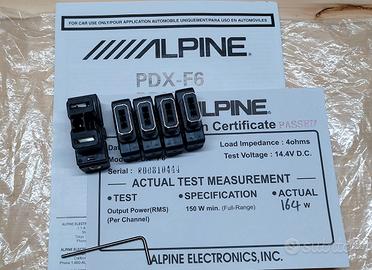 FOR CAR USE ONLY/POUR APPLICATION AUTOMOBILE UNIQUEMENT/PARA USO EN AUTOMÓVILES
ALPINE
PDX-F6
ALPINE
Certificate PASSED
Load Impedance : 4ohms
Test Voltage : 14.4V D.C.
Serial :
ACTUAL TEST MEASUREMENT
• TEST • SPECIFICATION • ACTUAL
Output Power(RMS) 150 W min. (Full-Range) 164 W
(Per Channel)
ALPINE ELECTRONICS, INC.